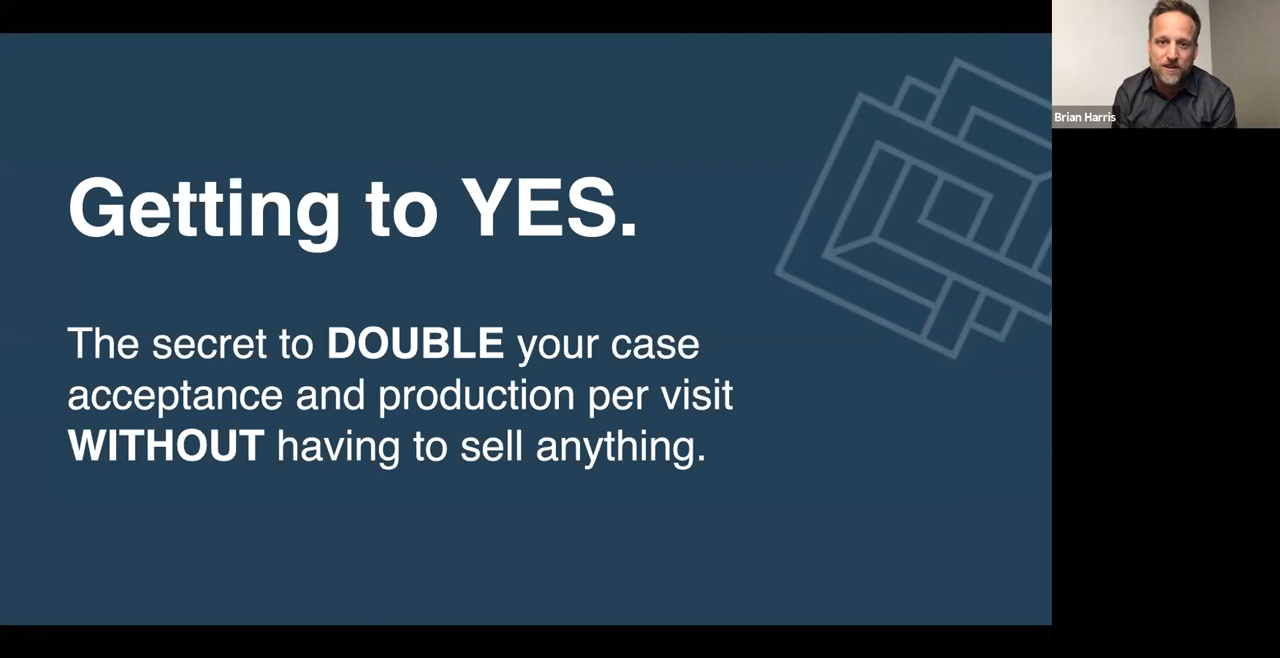 Getting to YES.
The secret to DOUBLE your case
acceptance and production per visit
WITHOUT having to sell anything.
Brian Harris